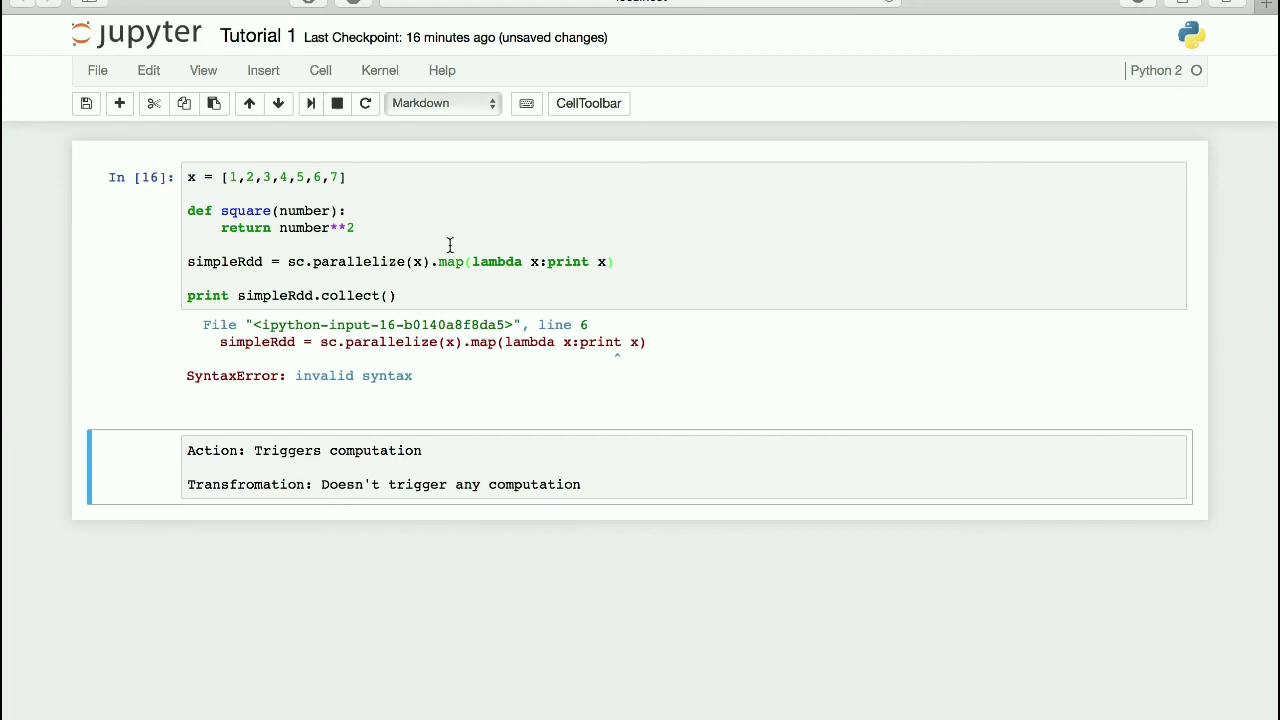 jupyter Tutorial 1 Last Checkpoint: 16 minutes ago (unsaved changes)
File Edit View Insert Cell Kernel Help Python 2
Markdown CellToolbar
In [16]: x = [1,2,3,4,5,6,7]
def square(number):
return number**2
simpleRdd = sc.parallelize(x).map(lambda x:print x)
print simpleRdd.collect()
File "<ipython-input-16-b0140a8f8da5>", line 6
simpleRdd = sc.parallelize(x).map(lambda x:print x)
^
SyntaxError: invalid syntax
Action: Triggers computation
Transfromation: Doesn't trigger any computation